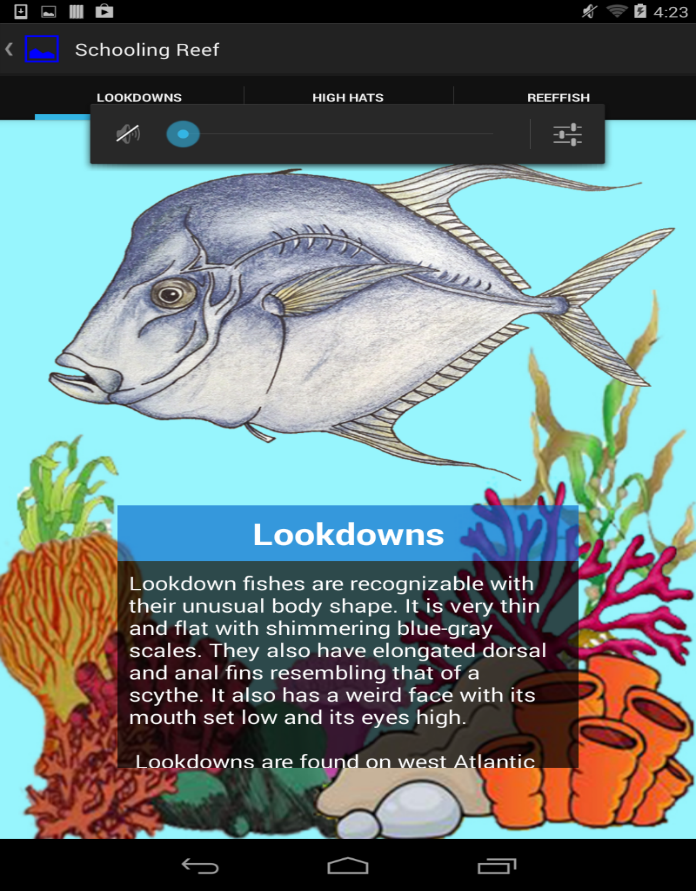 4:23
Schooling Reef
LOOKDOWNS HIGH HATS REEFFISH
Lookdowns
Lookdown fishes are recognizable with
their unusual body shape. It is very thin
and flat with shimmering blue-gray
scales. They also have elongated dorsal
and anal fins resembling that of a
scythe. It also has a weird face with its
mouth set low and its eyes high.
Lookdowns are found on west Atlantic